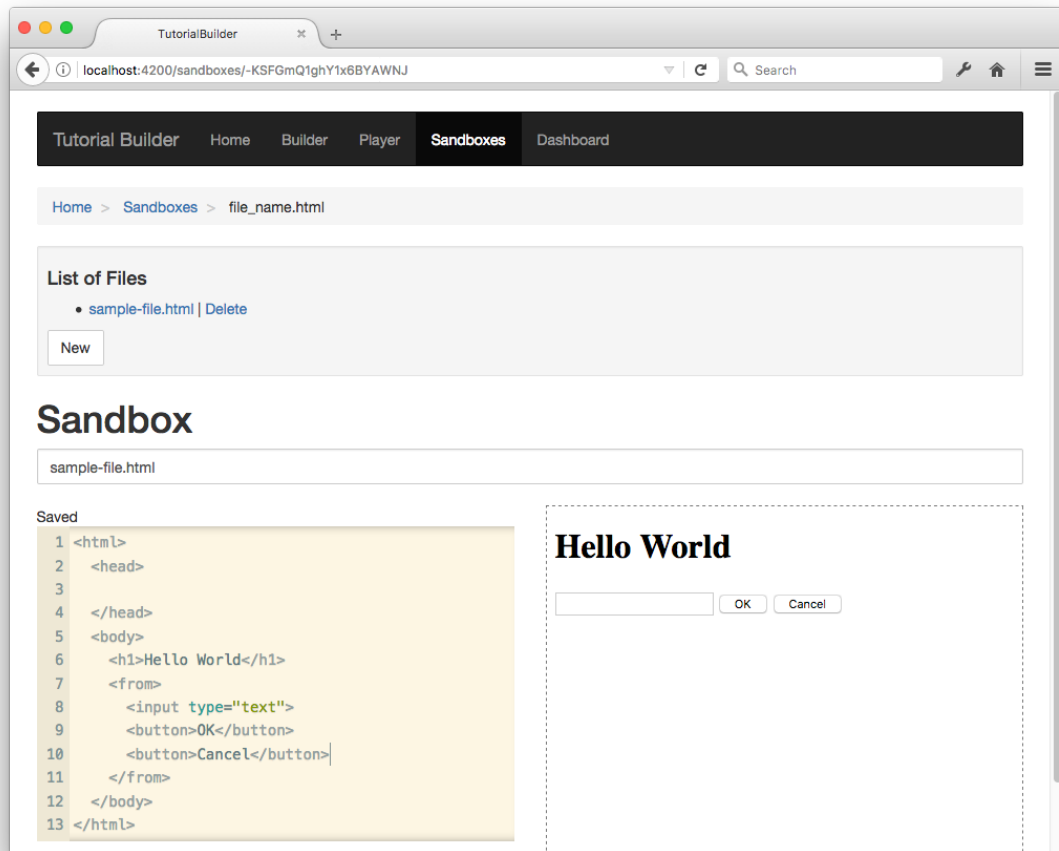 TutorialBuilder
localhost:4200/sandboxes/-KSFGmQ1ghY1x6BYAWNJ Search
Tutorial Builder Home Builder Player Sandboxes Dashboard
Home > Sandboxes > file_name.html
List of Files
• sample-file.html | Delete
New
Sandbox
sample-file.html
Saved
1 <html>
2 <head>
3
4 </head>
5 <body>
6 <h1>Hello World</h1>
7 <from>
8 <input type="text">
9 <button>OK</button>
10 <button>Cancel</button>
11 </from>
12 </body>
13 </html>
Hello World
OK Cancel